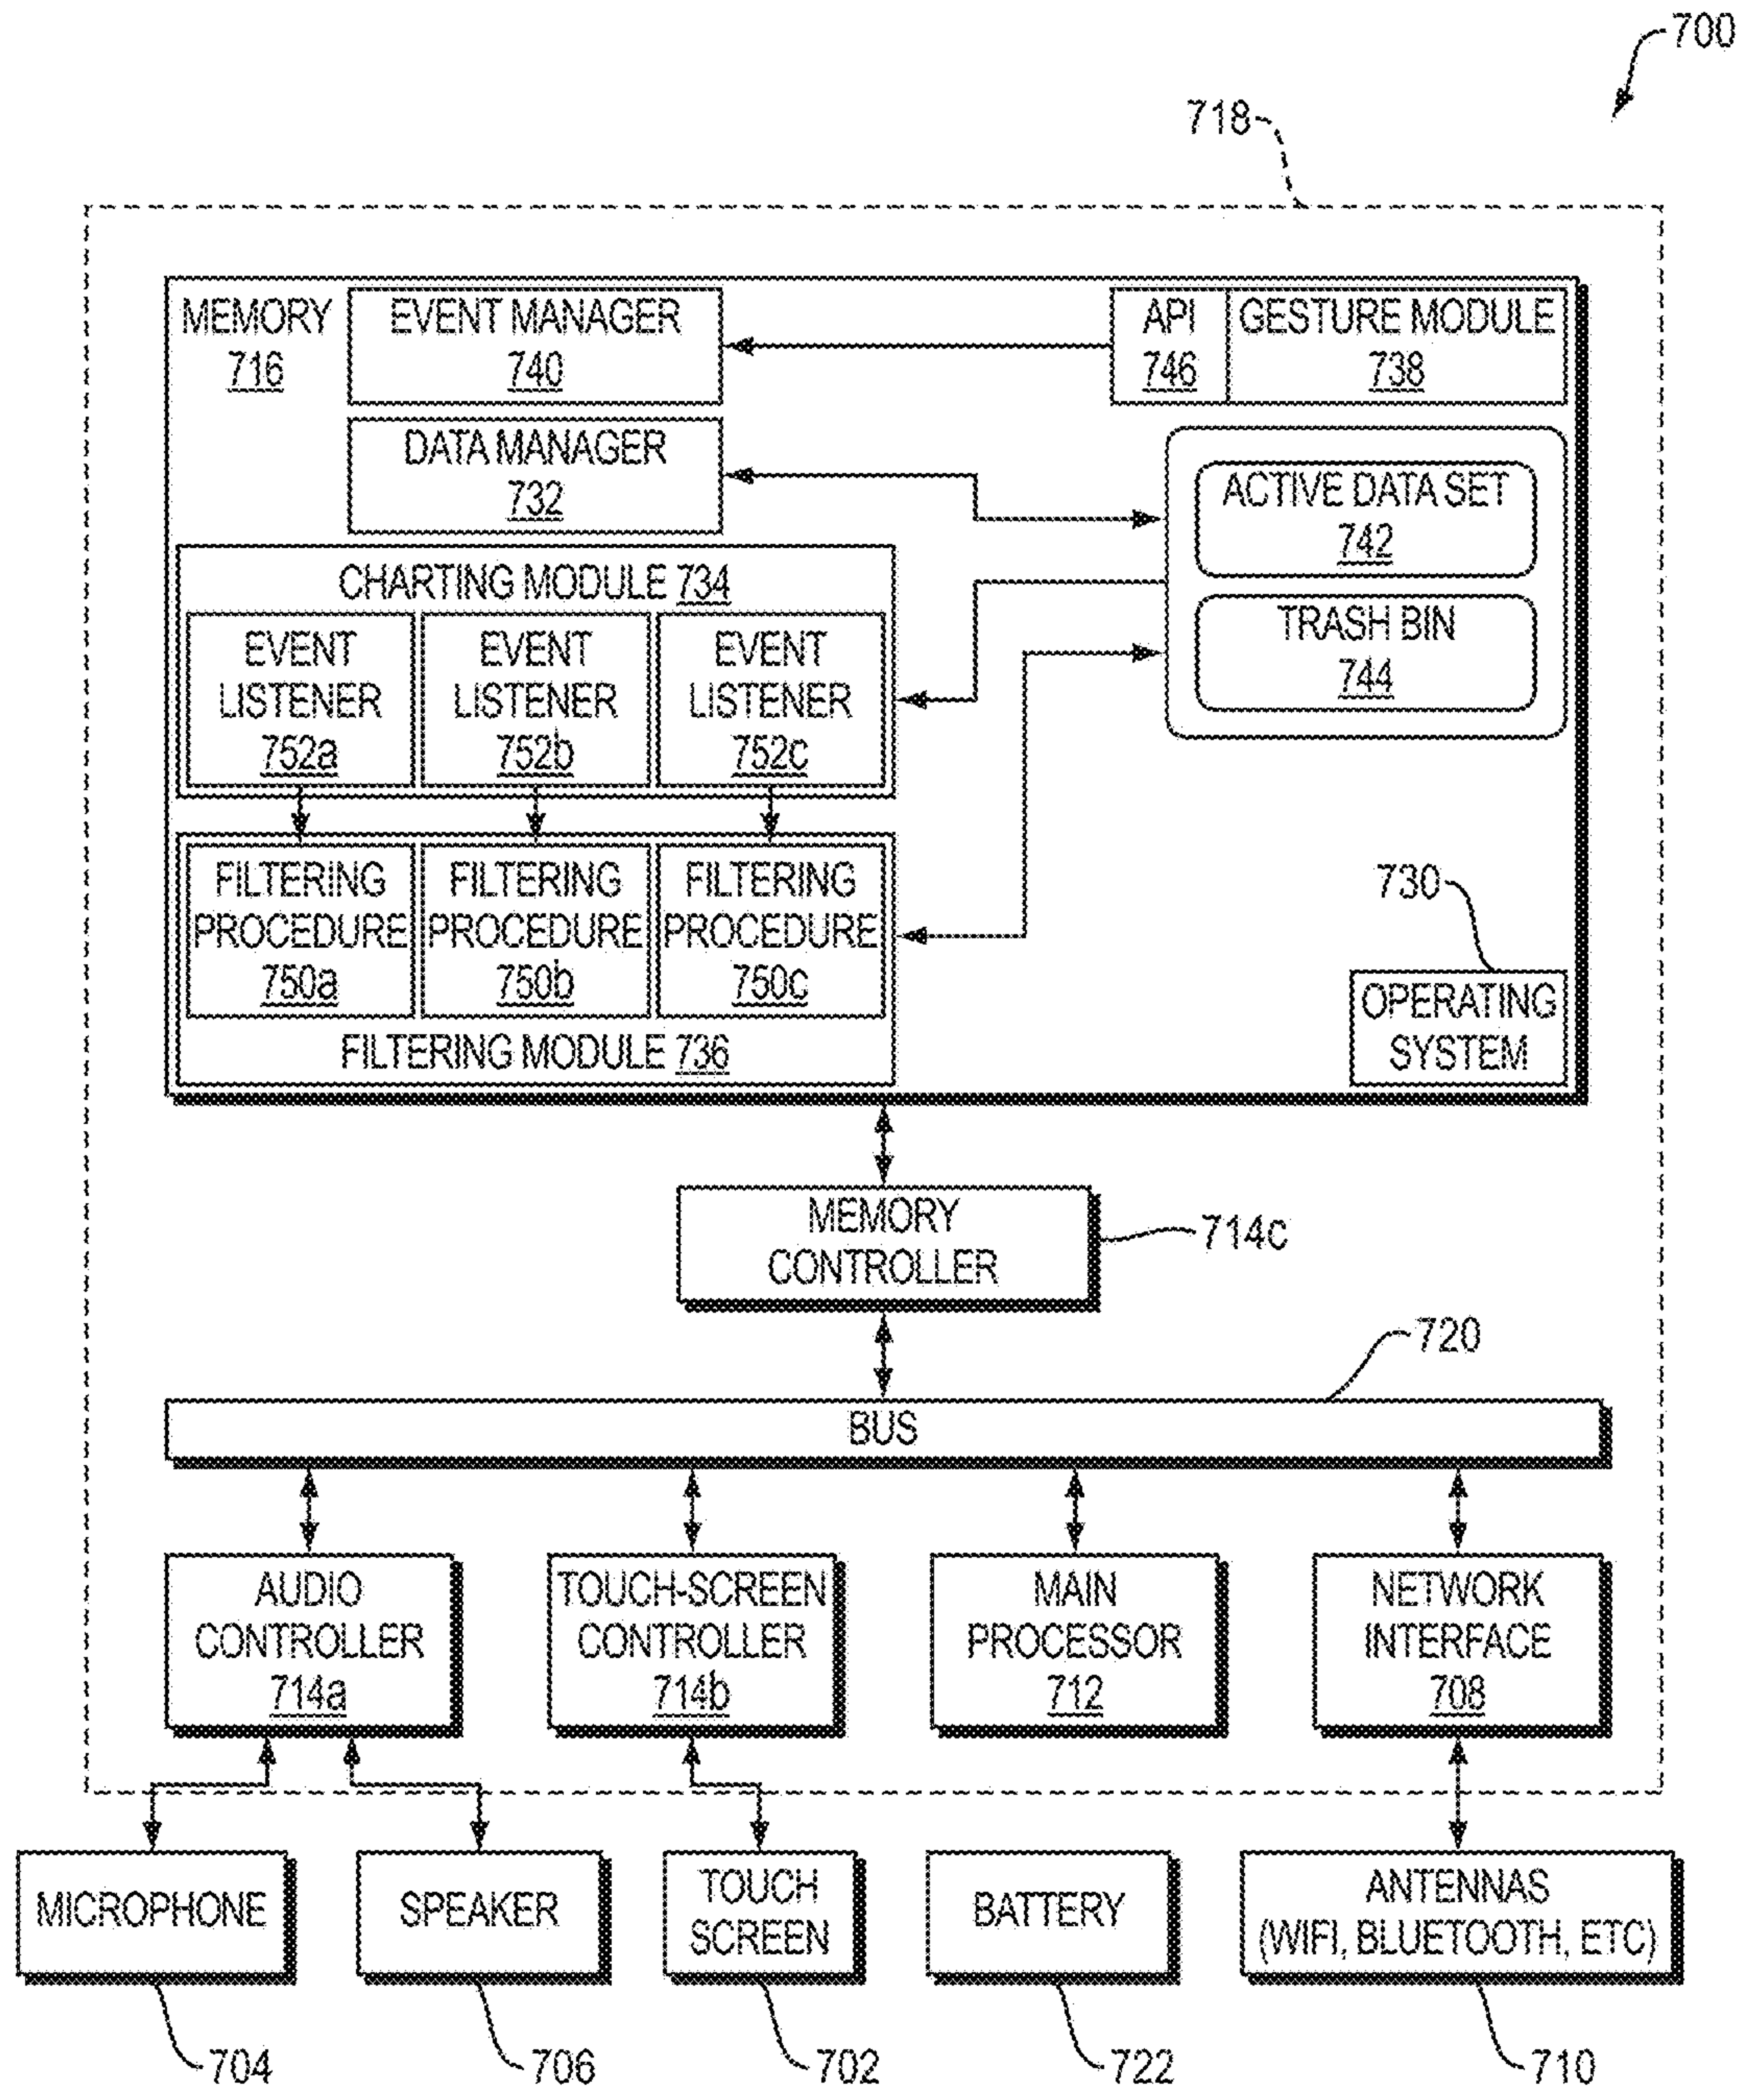 700
718
MEMORY
716
EVENT MANAGER
740
API
746
GESTURE MODULE
738
DATA MANAGER
732
ACTIVE DATA SET
742
TRASH BIN
744
CHARTING MODULE 734
EVENT
LISTENER
752a
EVENT
LISTENER
752b
EVENT
LISTENER
752c
FILTERING
PROCEDURE
750a
FILTERING
PROCEDURE
750b
FILTERING
PROCEDURE
750c
FILTERING MODULE 736
730
OPERATING
SYSTEM
MEMORY
CONTROLLER
714c
720
BUS
AUDIO
CONTROLLER
714a
TOUCH-SCREEN
CONTROLLER
714b
MAIN
PROCESSOR
712
NETWORK
INTERFACE
708
MICROPHONE
SPEAKER
TOUCH
SCREEN
BATTERY
ANTENNAS
(WIFI, BLUETOOTH, ETC)
704
706
702
722
710